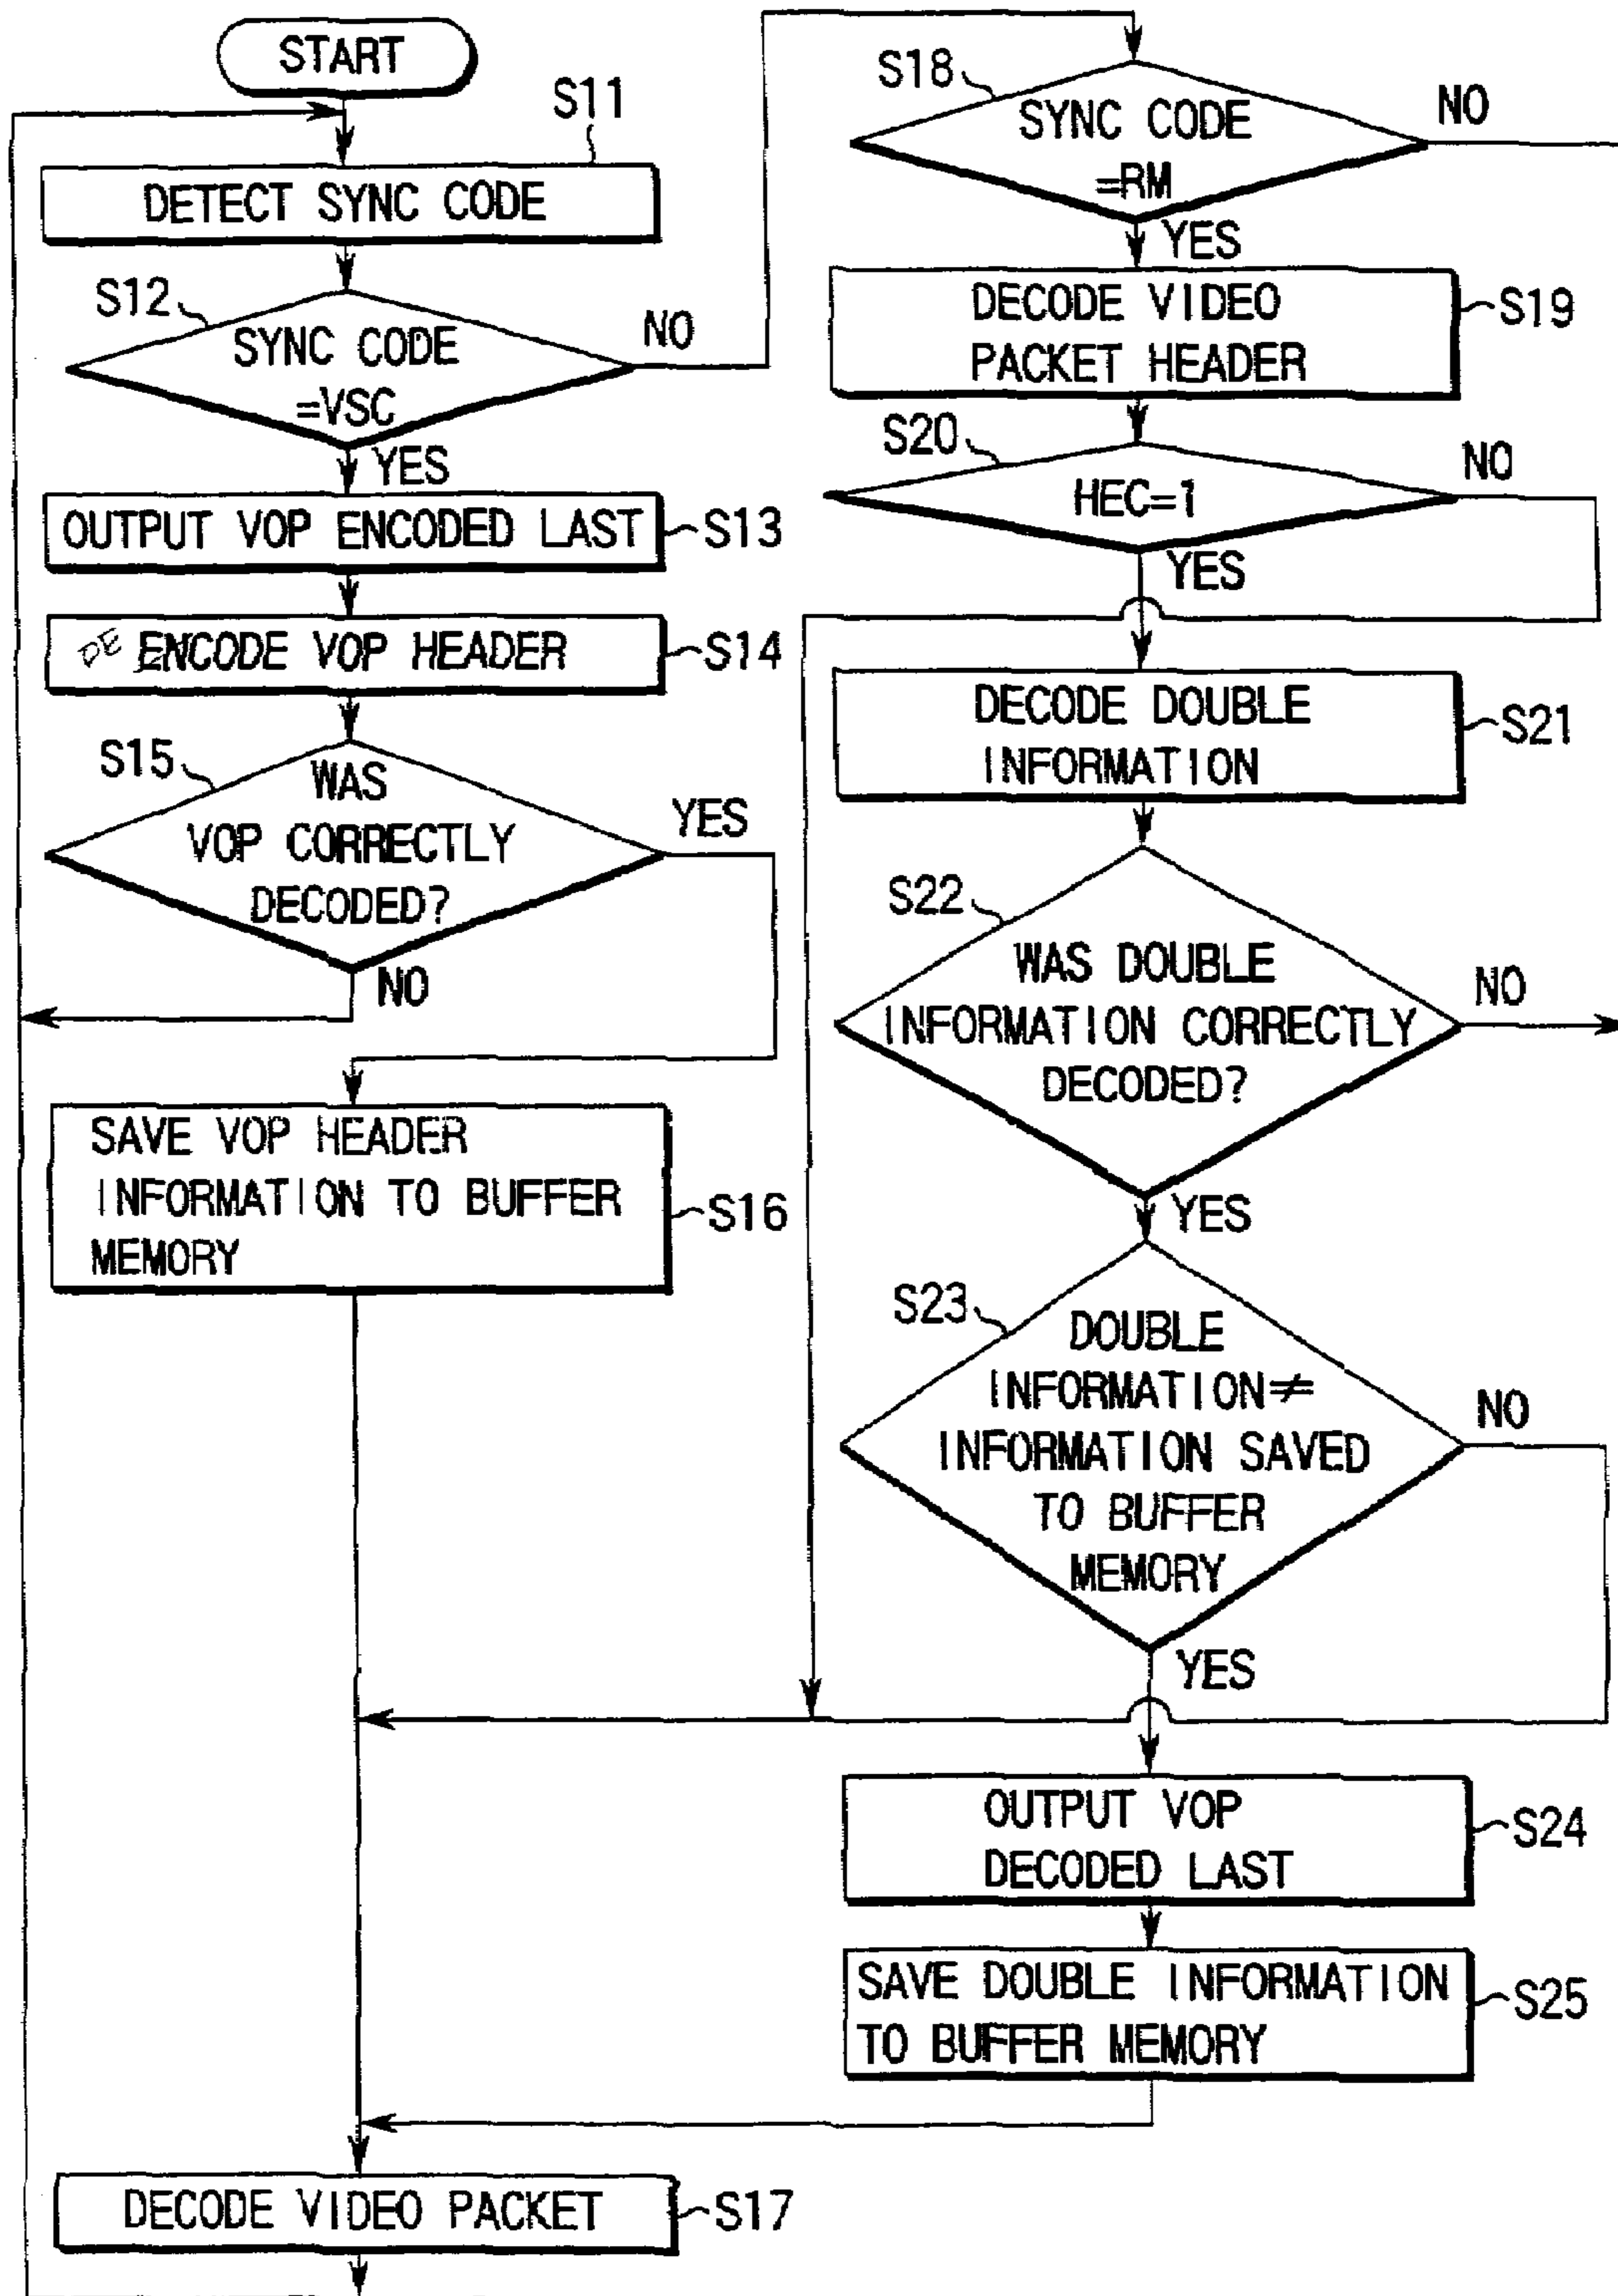 START
S11
DETECT SYNC CODE
S12
SYNC CODE
=VSC
NO
YES
OUTPUT VOP ENCODED LAST
S13
DE ENCODE VOP HEADER
S14
S15
WAS
VOP CORRECTLY
DECODED?
YES
NO
SAVE VOP HEADER
INFORMATION TO BUFFER
MEMORY
S16
DECODE VIDEO PACKET
S17
S18
SYNC CODE
=RM
NO
YES
DECODE VIDEO
PACKET HEADER
S19
S20
HEC=1
NO
YES
DECODE DOUBLE
INFORMATION
S21
S22
WAS DOUBLE
INFORMATION CORRECTLY
DECODED?
NO
YES
S23
DOUBLE
INFORMATION≠
INFORMATION SAVED
TO BUFFER
MEMORY
NO
YES
OUTPUT VOP
DECODED LAST
S24
SAVE DOUBLE INFORMATION
TO BUFFER MEMORY
S25